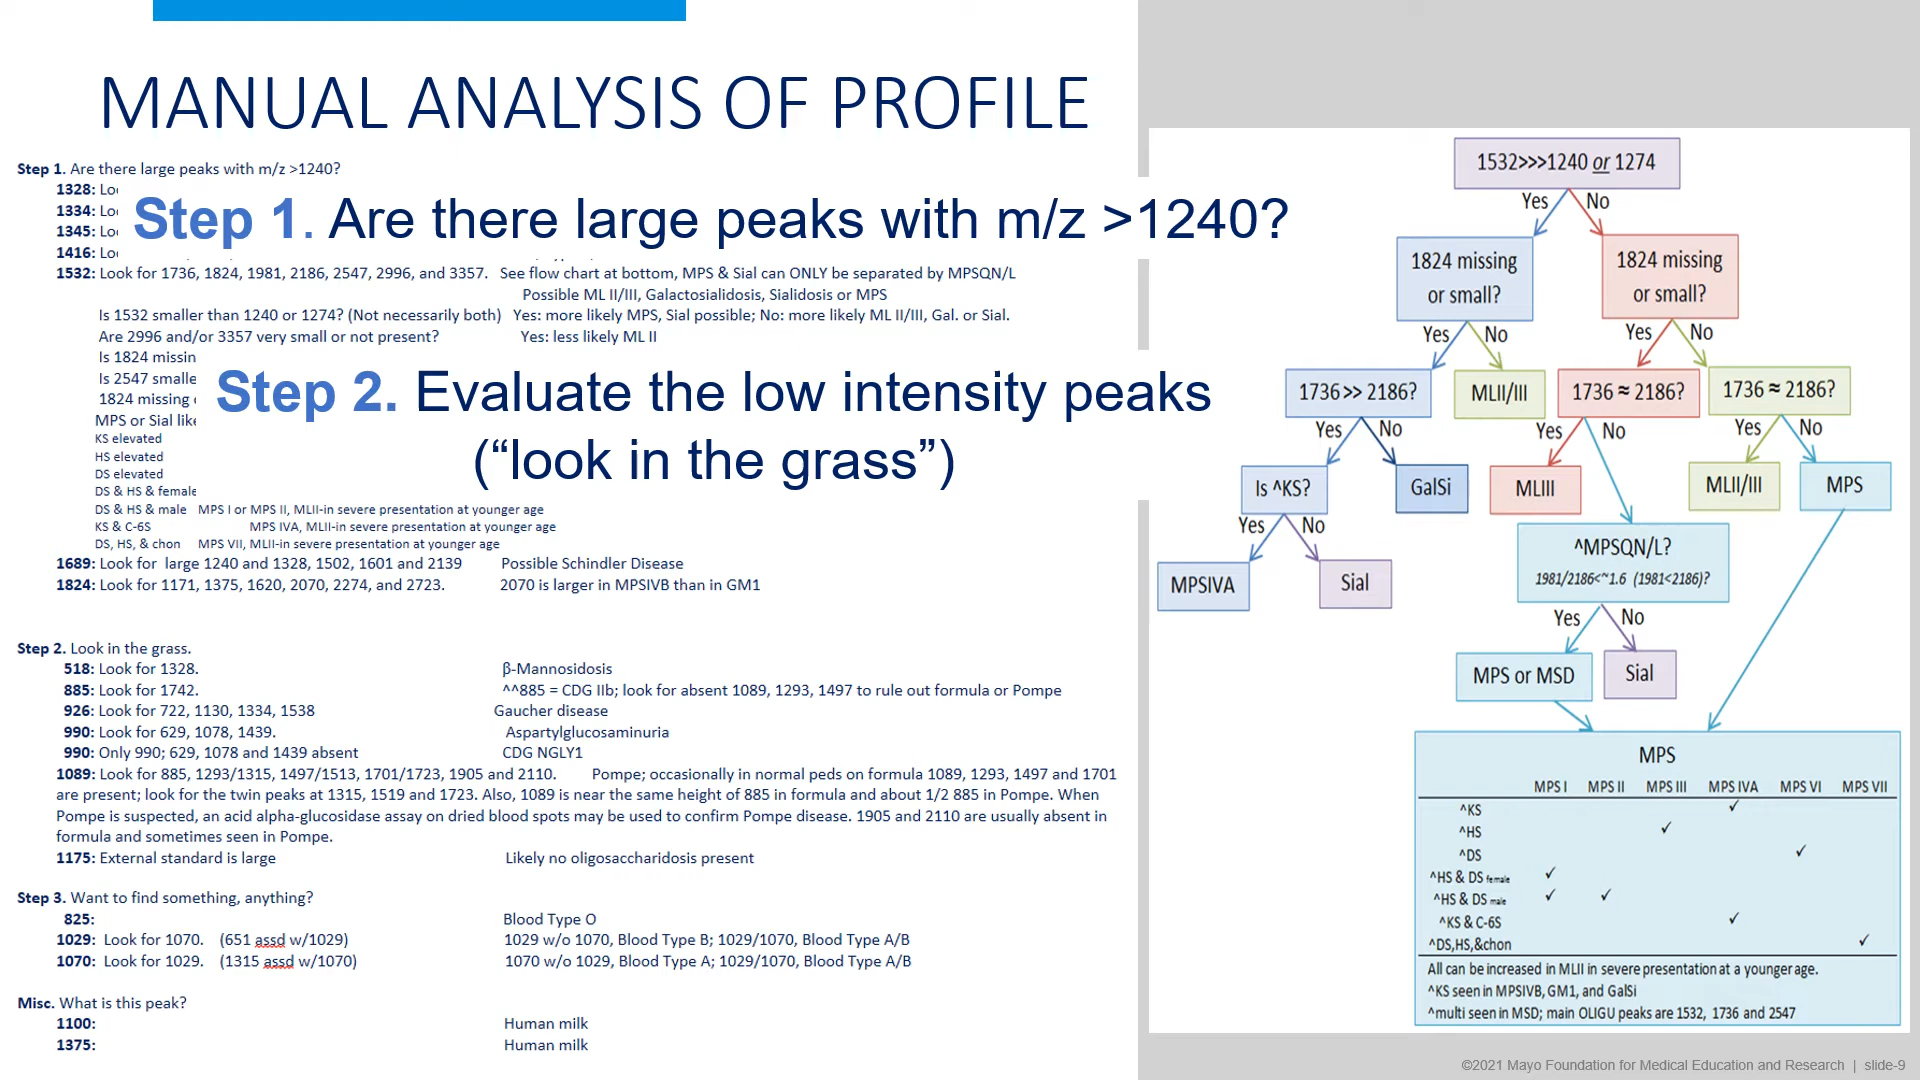 MANUAL ANALYSIS OF PROFILE
Step 1. Are there large peaks with m/z >1240?
1328:
1334:
1345:
1416:
Step 1. Are there large peaks with m/z >1240?
1532: Look for 1736, 1824, 1981, 2186, 2547, 2996, and 3357. See flow chart at bottom, MPS & Sial can ONLY be separated by MPSQN/L
Possible ML II/III, Galactosialidosis, Sialidosis or MPS
Is 1532 smaller than 1240 or 1274? (Not necessarily both) Yes: more likely MPS, Sial possible; No: more likely ML II/III, Gal. or Sial.
Are 2996 and/or 3357 very small or not present? Yes: less likely ML II
Is 1824
Is 2547
1824 missing
MPS or Sial
Step 2. Evaluate the low intensity peaks
(“look in the grass”)
KS elevated
HS elevated
DS elevated
DS & HS & female
DS & HS & male MPS I or MPS II, MLII-in severe presentation at younger age
KS & C-6S MPS IVA, MLII-in severe presentation at younger age
DS, HS, & chon MPS VII, MLII-in severe presentation at younger age
1689: Look for large 1240 and 1328, 1502, 1601 and 2139 Possible Schindler Disease
1824: Look for 1171, 1375, 1620, 2070, 2274, and 2723. 2070 is larger in MPSIVB than in GM1
Step 2. Look in the grass.
518: Look for 1328. β-Mannosidosis
885: Look for 1742. ^^885 = CDG IIb; look for absent 1089, 1293, 1497 to rule out formula or Pompe
926: Look for 722, 1130, 1334, 1538 Gaucher disease
990: Look for 629, 1078, 1439. Aspartylglucosaminuria
990: Only 990; 629, 1078 and 1439 absent CDG NGLY1
1089: Look for 885, 1293/1315, 1497/1513, 1701/1723, 1905 and 2110. Pompe; occasionally in normal peds on formula 1089, 1293, 1497 and 1701
are present; look for the twin peaks at 1315, 1519 and 1723. Also, 1089 is near the same height of 885 in formula and about 1/2 885 in Pompe. When
Pompe is suspected, an acid alpha-glucosidase assay on dried blood spots may be used to confirm Pompe disease. 1905 and 2110 are usually absent in
formula and sometimes seen in Pompe.
1175: External standard is large Likely no oligosaccharidosis present
Step 3. Want to find something, anything?
825: Blood Type O
1029: Look for 1070. (651 assd w/1029) 1029 w/o 1070, Blood Type B; 1029/1070, Blood Type A/B
1070: Look for 1029. (1315 assd w/1070) 1070 w/o 1029, Blood Type A; 1029/1070, Blood Type A/B
Misc. What is this peak?
1100: Human milk
1375: Human milk
1532>>>1240 or 1274
Yes No
1824 missing
or small?
1824 missing
or small?
Yes No Yes No
1736>> 2186? MLII/III 1736 ≈ 2186? 1736 ≈ 2186?
Yes No Yes No Yes No
Is ^KS? GalSi MLIII MLII/III MPS
Yes No
^MPSQN/L?
1981/2186<~1.6 (1981<2186)?
MPSIVA Sial
Yes No
MPS or MSD Sial
MPS
MPS I MPS II MPS III MPS IVA MPS VI MPS VII
^KS ✓
^HS ✓
^DS ✓
^HS & DS female ✓
^HS & DS male ✓ ✓
^KS & C-6S ✓
^DS,HS,&chon ✓
All can be increased in MLII in severe presentation at a younger age.
^KS seen in MPSIVB, GM1, and GalSi
^multi seen in MSD; main OLIGU peaks are 1532, 1736 and 2547
©2021 Mayo Foundation for Medical Education and Research | slide-9